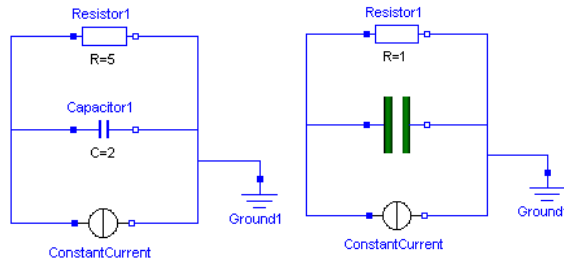 Resistor1
R=5
Capacitor1
C=2
Ground1
ConstantCurrent
Resistor1
R=1
Ground
ConstantCurrent